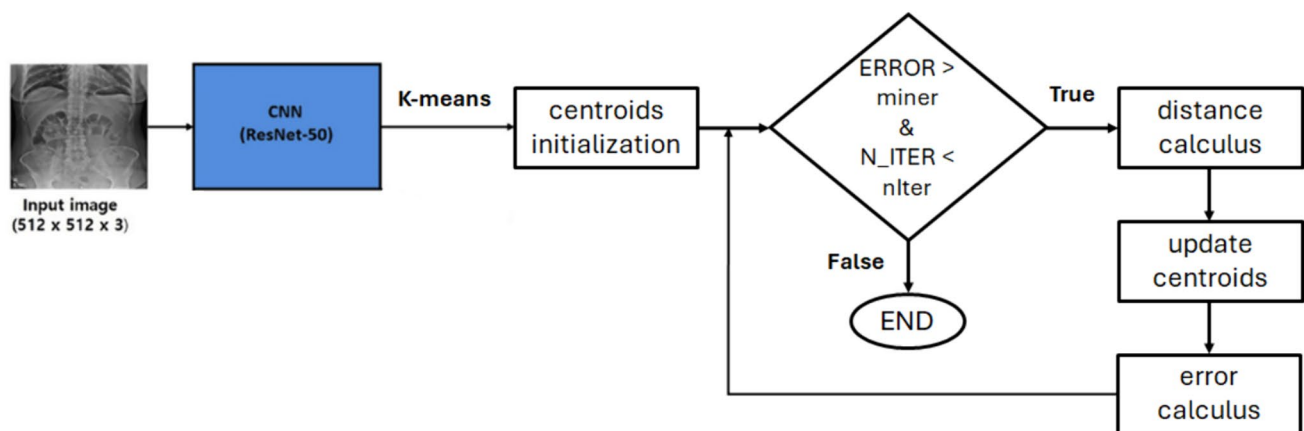 Input image
(512 x 512 x 3)
CNN
(ResNet-50)
K-means
centroids
initialization
ERROR >
miner
&
N_ITER <
nIter
True
False
END
distance
calculus
update
centroids
error
calculus